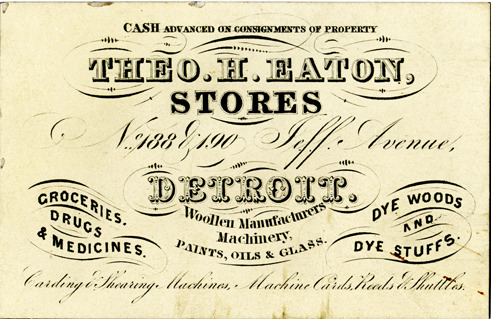 CASH ADVANCED ON CONSIGNMENTS OF PROPERTY
THEO. H. EATON,
STORES
Nos. 188 & 190 Jeff. Avenue,
DETROIT.
GROCERIES.
DRUGS
& MEDICINES.
Woollen Manufacturers
Machinery,
PAINTS, OILS & GLASS.
DYE WOODS
AND
DYE STUFFS.
Carding & Shearing Machines, Machine Cards, Reeds & Shuttles.